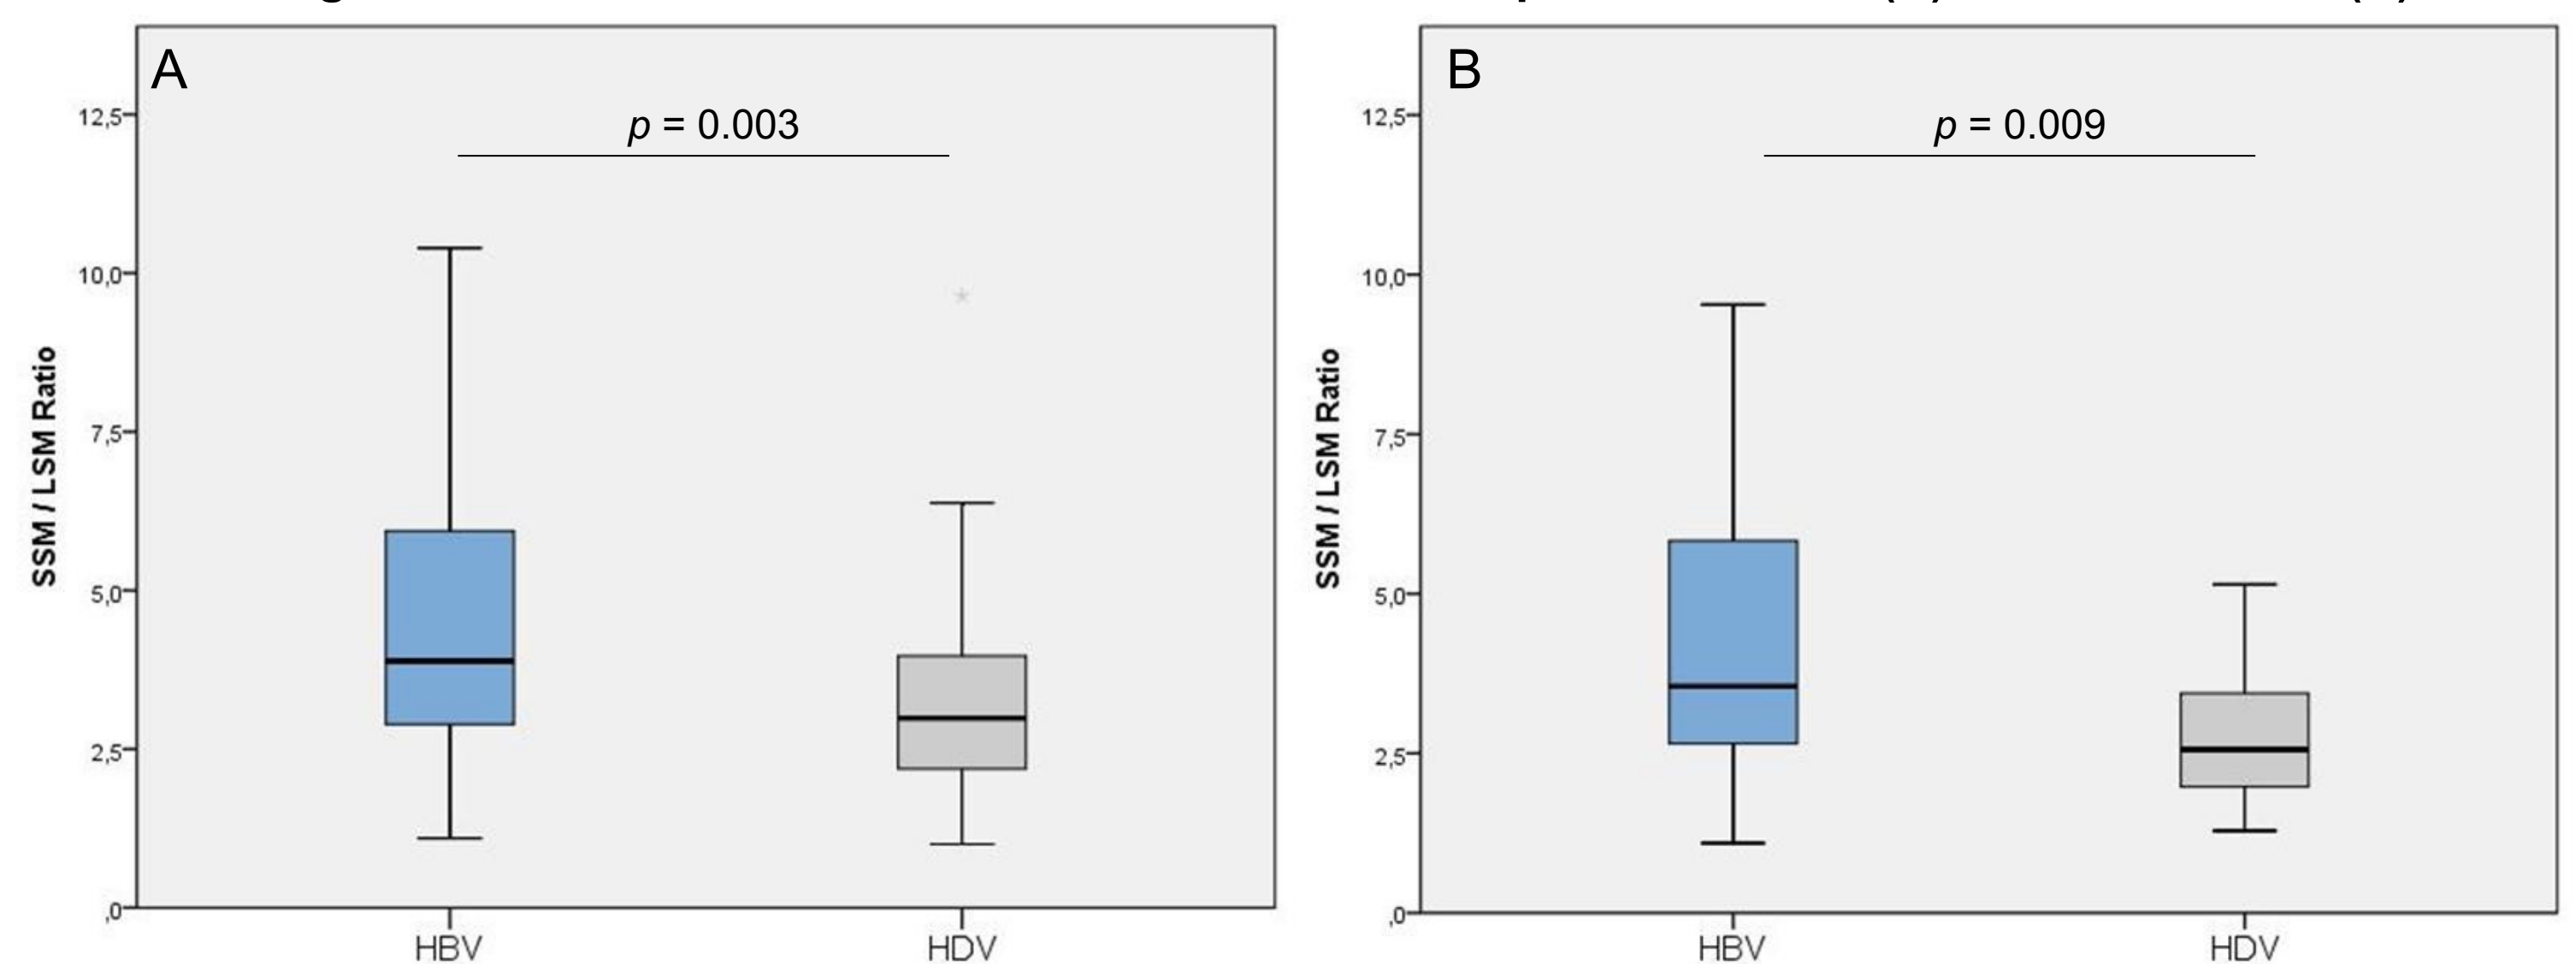 A
p = 0.003
12,5
10,0
7,5
5,0
2,5
,0
SSM / LSM Ratio
HBV
HDV
B
p = 0.009
12,5
10,0
7,5
5,0
2,5
,0
SSM / LSM Ratio
HBV
HDV